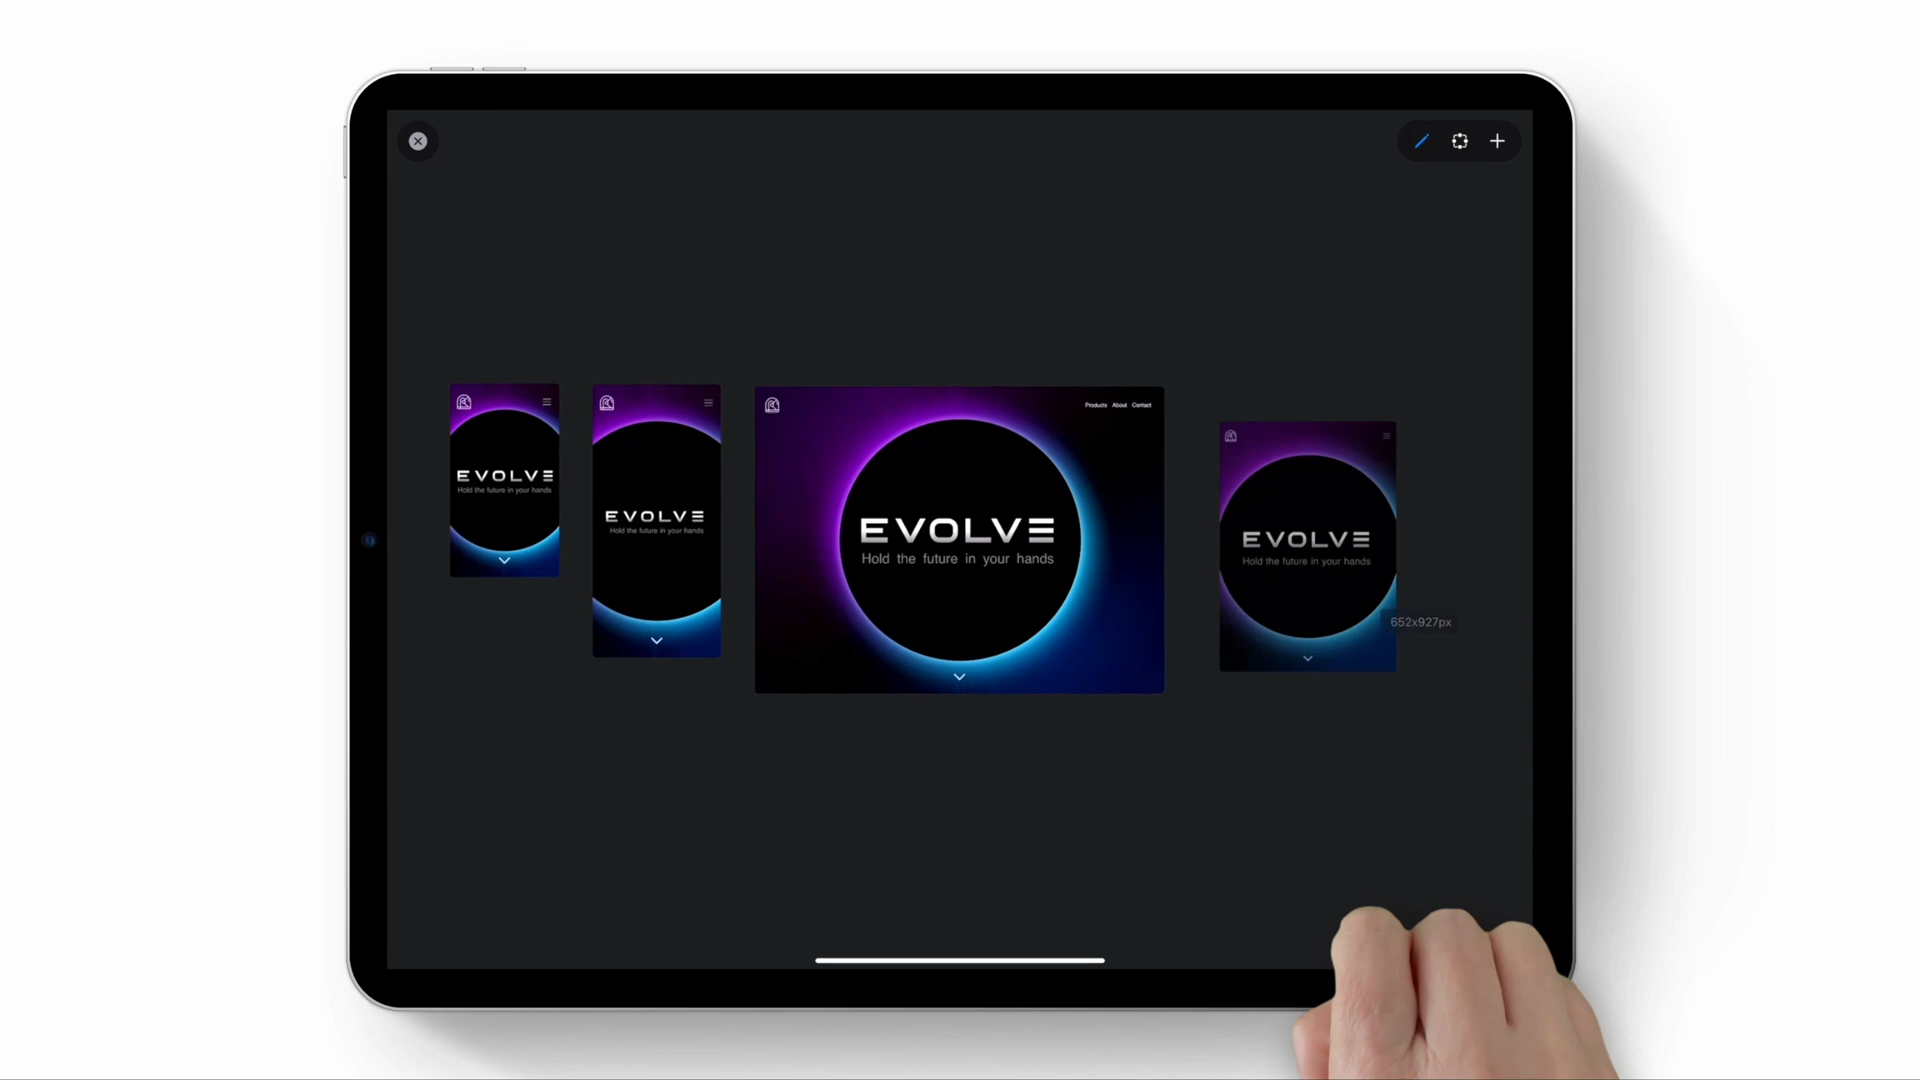 EVOLVE
Hold the future in your hands
EVOLVE
Hold the future in your hands
Products About Contact
EVOLVE
Hold the future in your hands
EVOLVE
Hold the future in your hands
652x927px